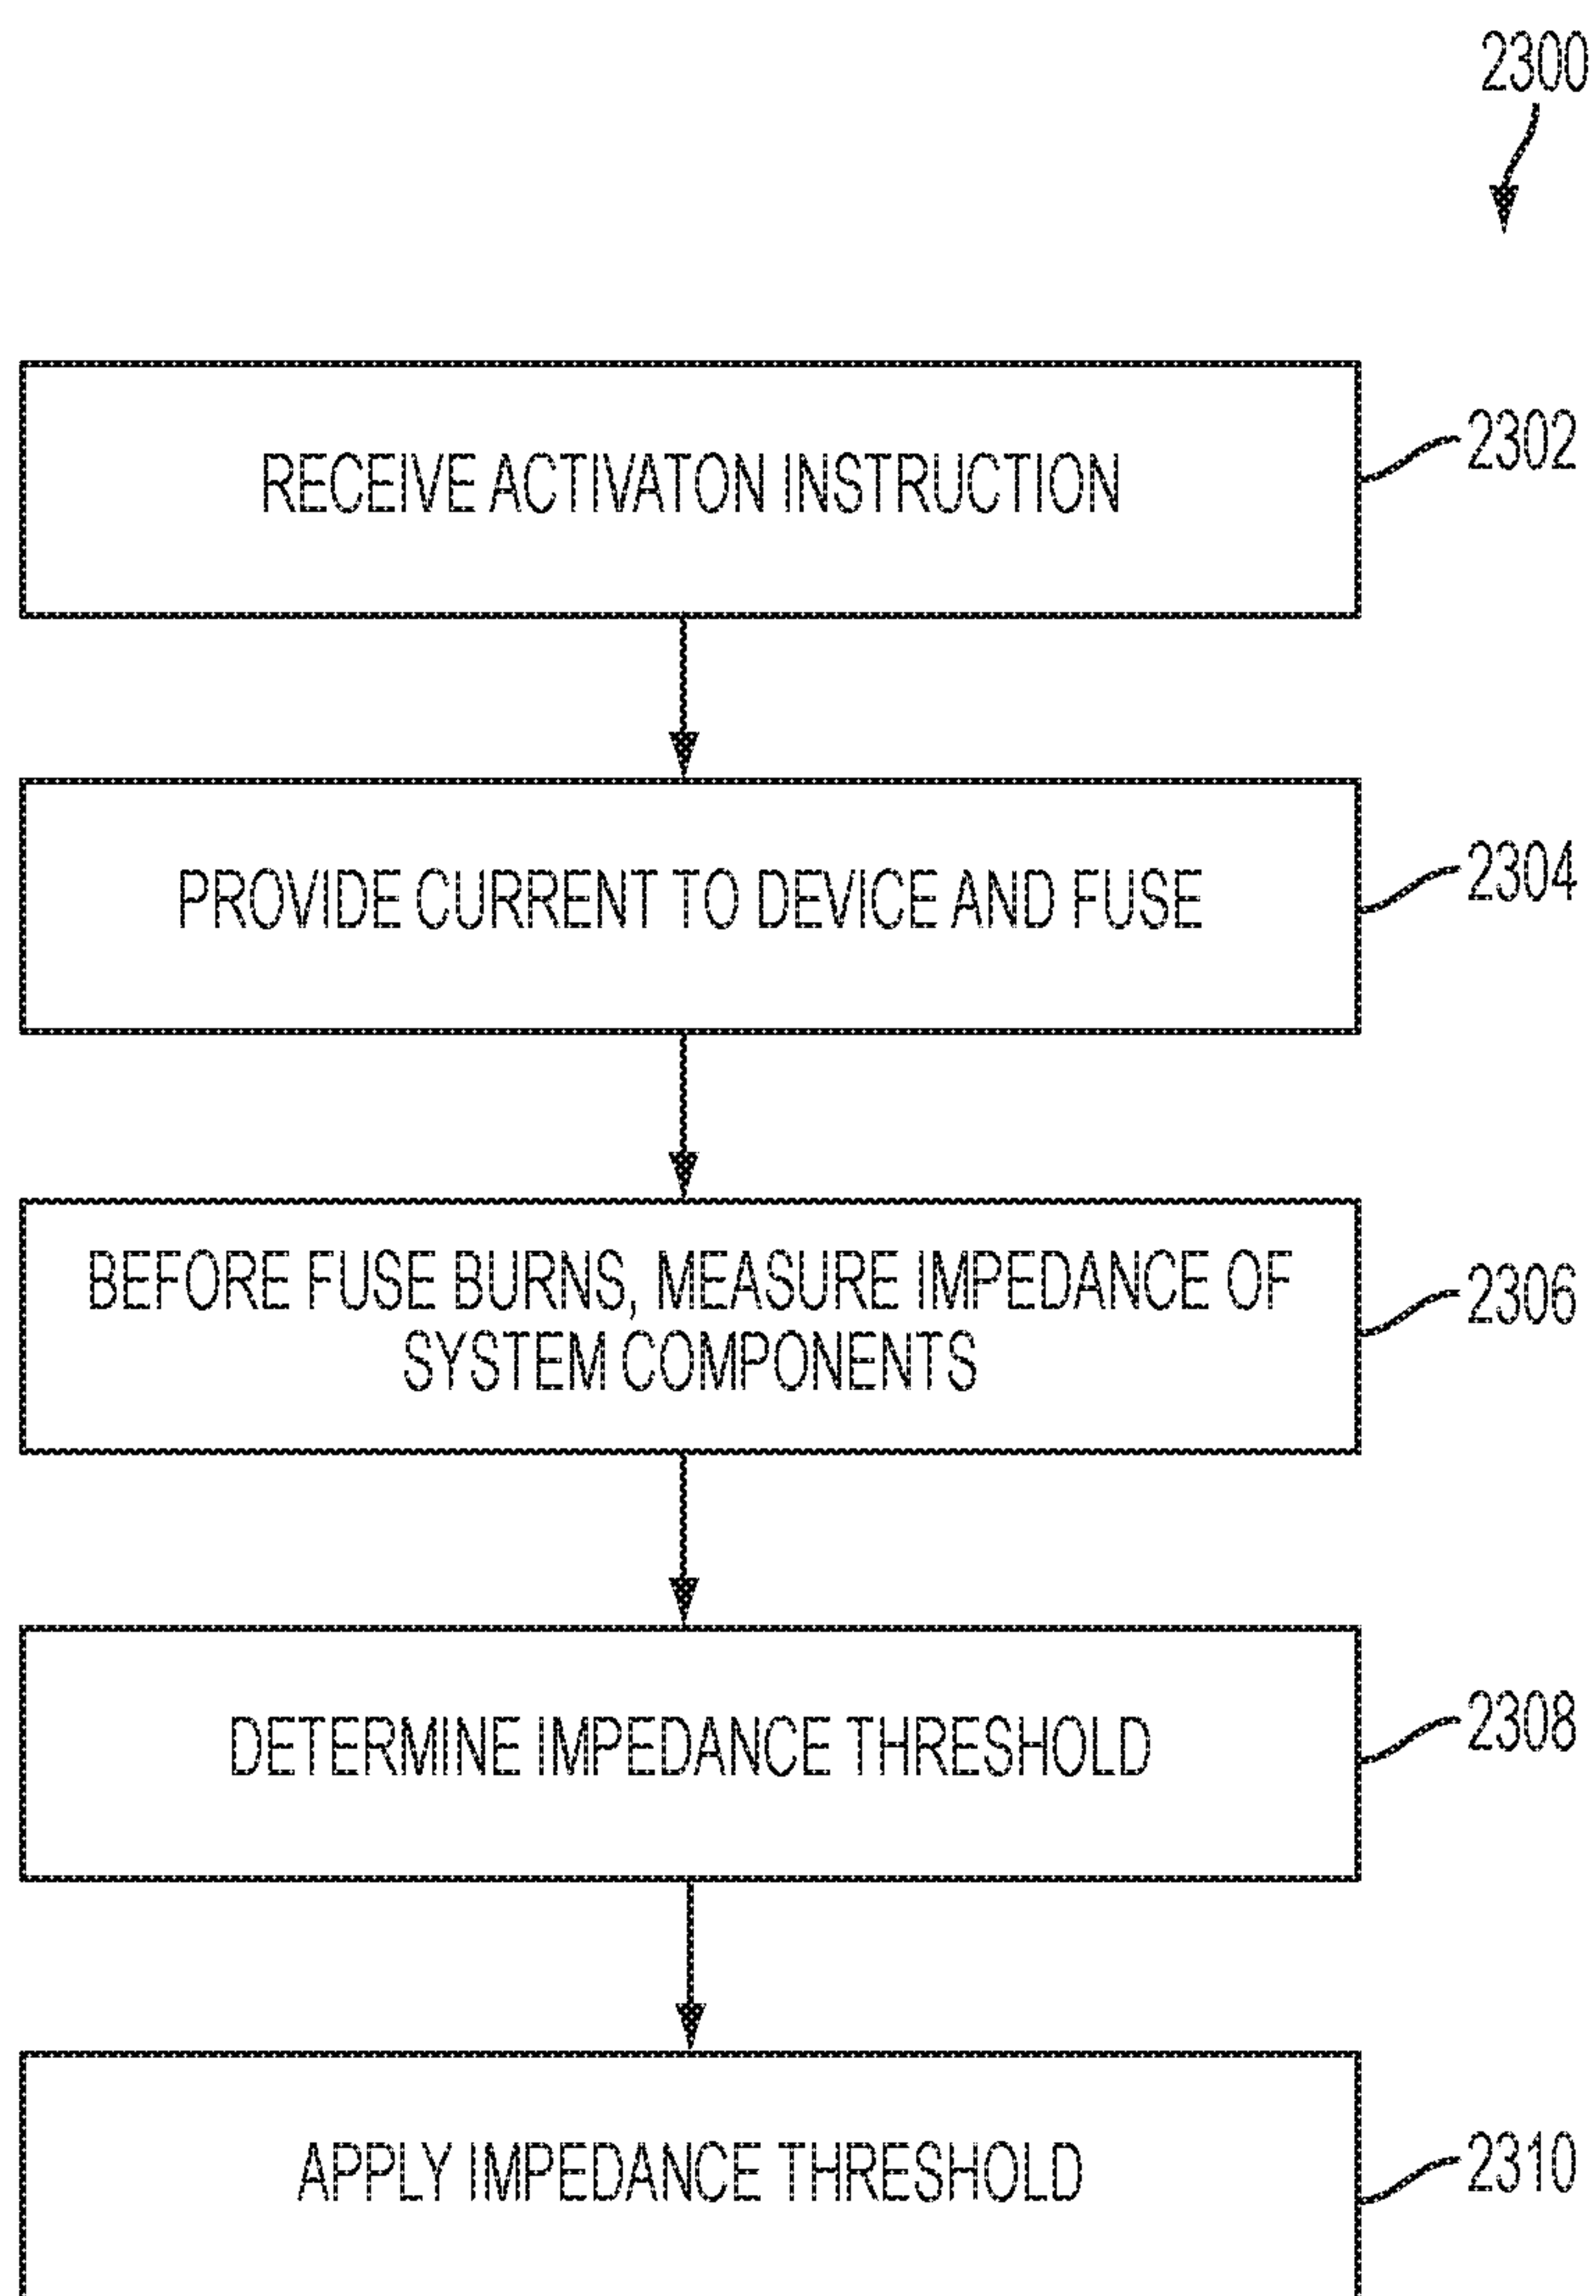 2300
RECEIVE ACTIVATON INSTRUCTION
2302
PROVIDE CURRENT TO DEVICE AND FUSE
2304
BEFORE FUSE BURNS, MEASURE IMPEDANCE OF
SYSTEM COMPONENTS
2306
DETERMINE IMPEDANCE THRESHOLD
2308
APPLY IMPEDANCE THRESHOLD
2310